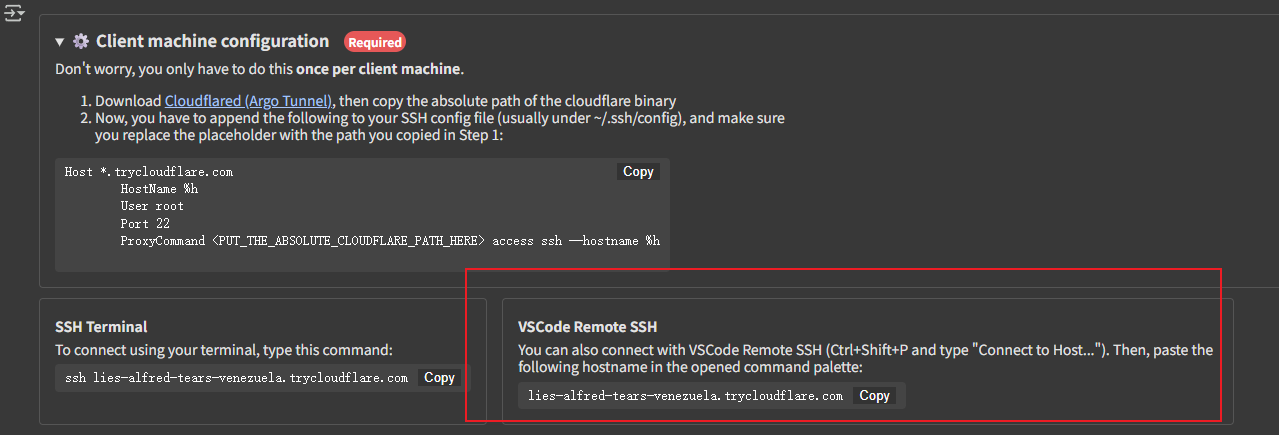 Client machine configuration Required
Don't worry, you only have to do this once per client machine.
1. Download Cloudflared (Argo Tunnel), then copy the absolute path of the cloudflare binary
2. Now, you have to append the following to your SSH config file (usually under ~/.ssh/config), and make sure
you replace the placeholder with the path you copied in Step 1:
Host *.trycloudflare.com
Copy
HostName %h
User root
Port 22
ProxyCommand <PUT_THE_ABSOLUTE_CLOUDFLARE_PATH_HERE> access ssh --hostname %h
SSH Terminal
To connect using your terminal, type this command:
ssh lies-alfred-tears-venezuela.trycloudflare.com Copy
VSCode Remote SSH
You can also connect with VSCode Remote SSH (Ctrl+Shift+P and type "Connect to Host..."). Then, paste the
following hostname in the opened command palette:
lies-alfred-tears-venezuela.trycloudflare.com Copy